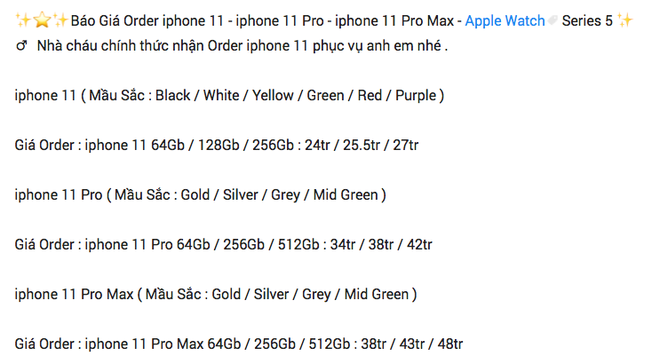 ✨⭐✨Báo Giá Order iphone 11 - iphone 11 Pro - iphone 11 Pro Max - Apple Watch Series 5 ✨
♂ Nhà cháu chính thức nhận Order iphone 11 phục vụ anh em nhé .
iphone 11 ( Mầu Sắc : Black / White / Yellow / Green / Red / Purple )
Giá Order : iphone 11 64Gb / 128Gb / 256Gb : 24tr / 25.5tr / 27tr
iphone 11 Pro ( Mầu Sắc : Gold / Silver / Grey / Mid Green )
Giá Order : iphone 11 Pro 64Gb / 256Gb / 512Gb : 34tr / 38tr / 42tr
iphone 11 Pro Max ( Mầu Sắc : Gold / Silver / Grey / Mid Green )
Giá Order : iphone 11 Pro Max 64Gb / 256Gb / 512Gb : 38tr / 43tr / 48tr